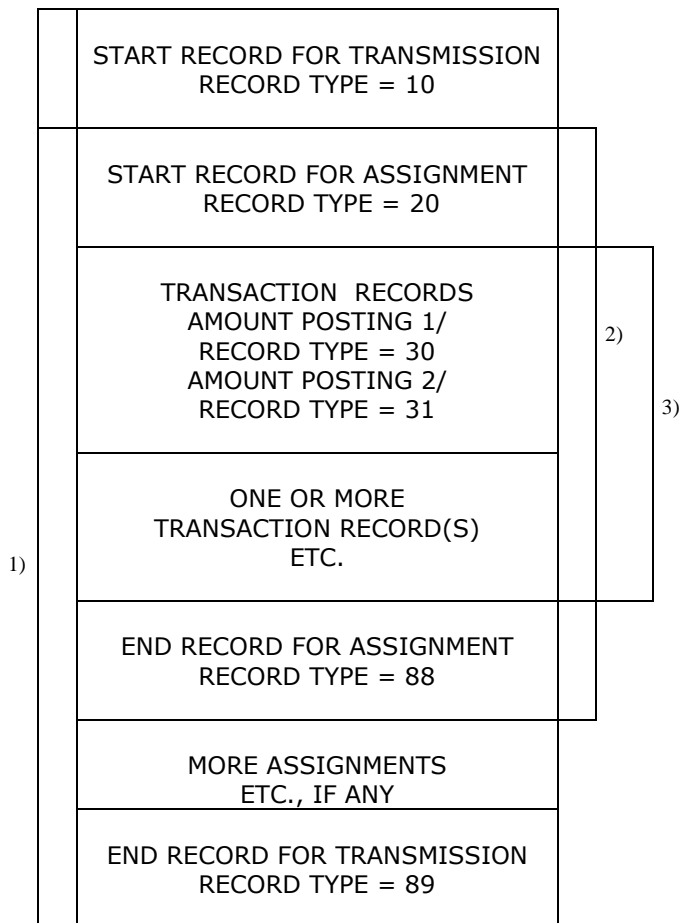 START RECORD FOR TRANSMISSION
RECORD TYPE = 10
START RECORD FOR ASSIGNMENT
RECORD TYPE = 20
TRANSACTION RECORDS
AMOUNT POSTING 1/
RECORD TYPE = 30
AMOUNT POSTING 2/
RECORD TYPE = 31
2)
3)
ONE OR MORE
TRANSACTION RECORD(S)
ETC.
1)
END RECORD FOR ASSIGNMENT
RECORD TYPE = 88
MORE ASSIGNMENTS
ETC., IF ANY
END RECORD FOR TRANSMISSION
RECORD TYPE = 89